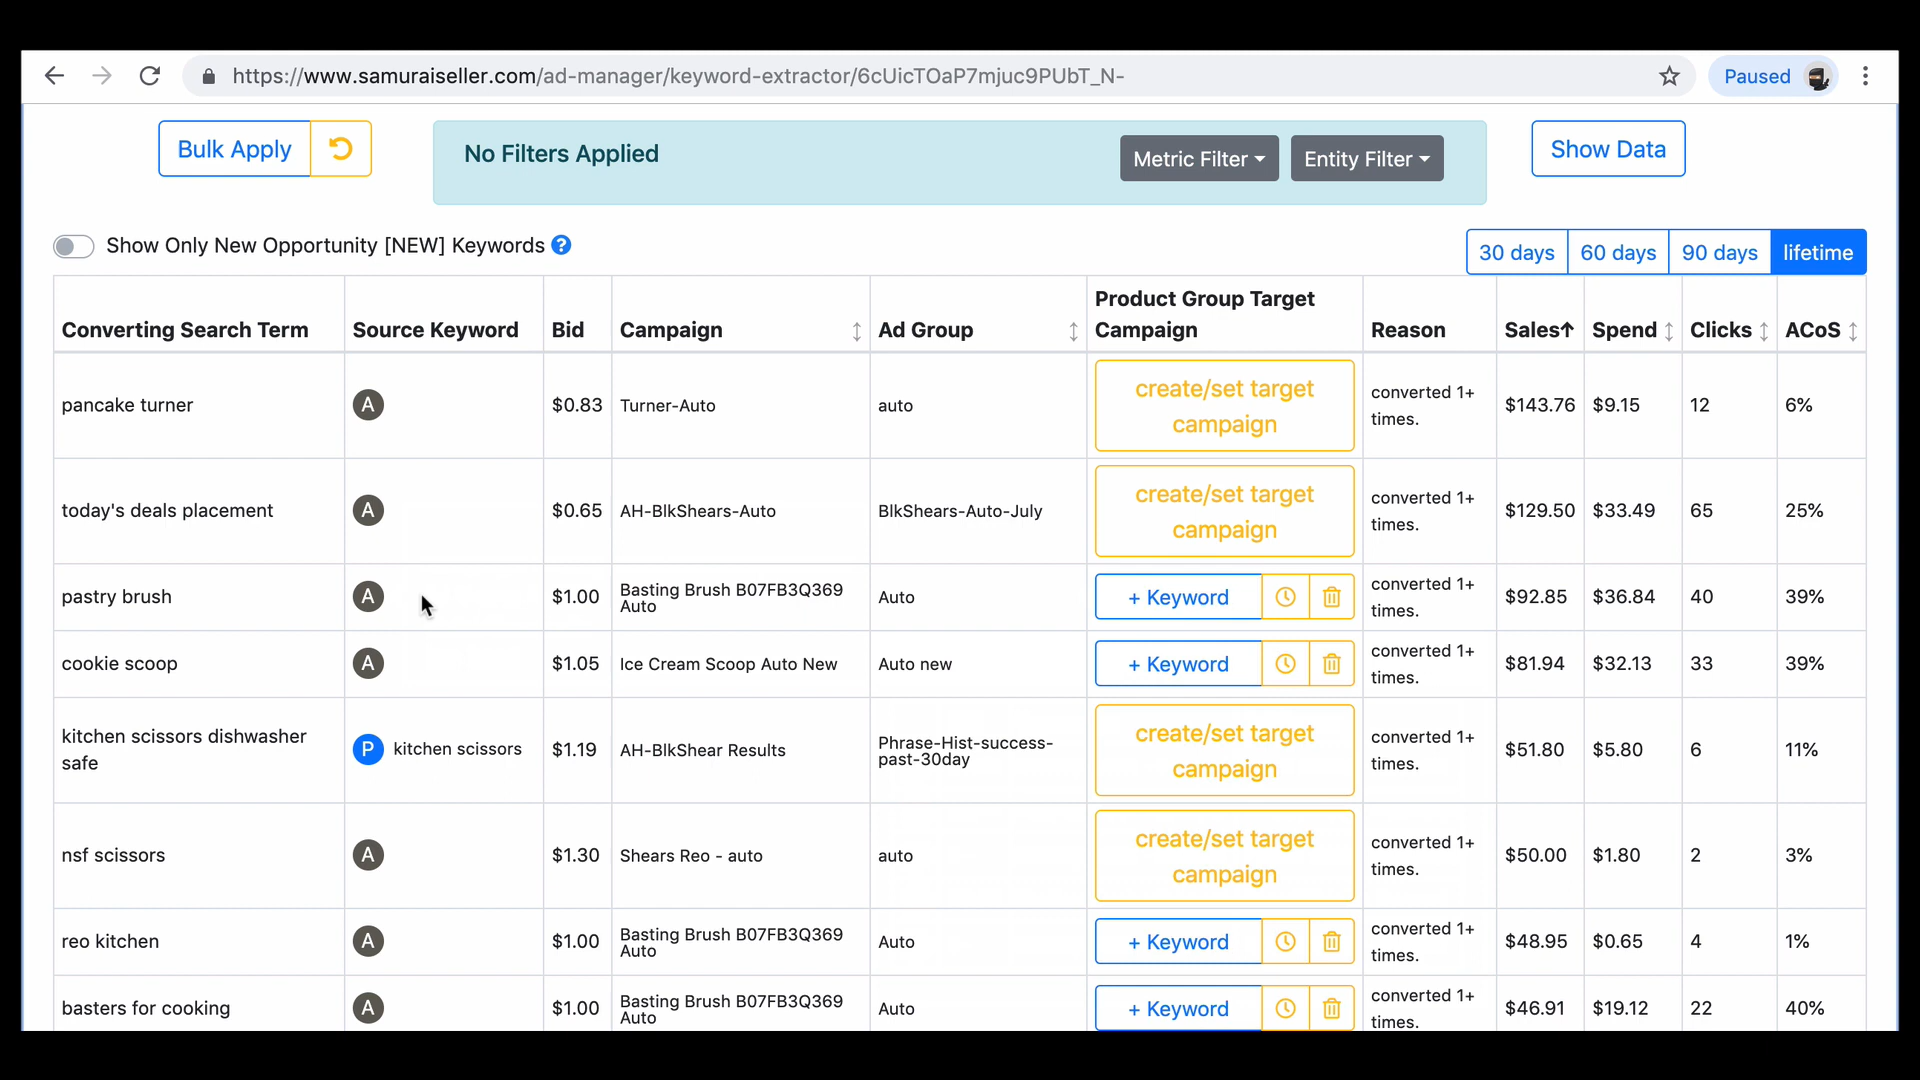 https://www.samuraiseller.com/ad-manager/keyword-extractor/6cUicTOaP7mjuc9PUbT_N-
Paused
Bulk Apply
No Filters Applied
Metric Filter
Entity Filter
Show Data
Show Only New Opportunity [NEW] Keywords ?
30 days 60 days 90 days lifetime
Converting Search Term Source Keyword Bid Campaign Ad Group Product Group Target Campaign Reason Sales↑ Spend Clicks ACoS
pancake turner A $0.83 Turner-Auto auto create/set target campaign converted 1+ times. $143.76 $9.15 12 6%
today's deals placement A $0.65 AH-BlkShears-Auto BlkShears-Auto-July create/set target campaign converted 1+ times. $129.50 $33.49 65 25%
pastry brush A $1.00 Basting Brush B07FB3Q369 Auto Auto + Keyword converted 1+ times. $92.85 $36.84 40 39%
cookie scoop A $1.05 Ice Cream Scoop Auto New Auto new + Keyword converted 1+ times. $81.94 $32.13 33 39%
kitchen scissors dishwasher safe P kitchen scissors $1.19 AH-BlkShear Results Phrase-Hist-success-past-30day create/set target campaign converted 1+ times. $51.80 $5.80 6 11%
nsf scissors A $1.30 Shears Reo - auto auto create/set target campaign converted 1+ times. $50.00 $1.80 2 3%
reo kitchen A $1.00 Basting Brush B07FB3Q369 Auto Auto + Keyword converted 1+ times. $48.95 $0.65 4 1%
basters for cooking A $1.00 Basting Brush B07FB3Q369 Auto Auto + Keyword converted 1+ times. $46.91 $19.12 22 40%